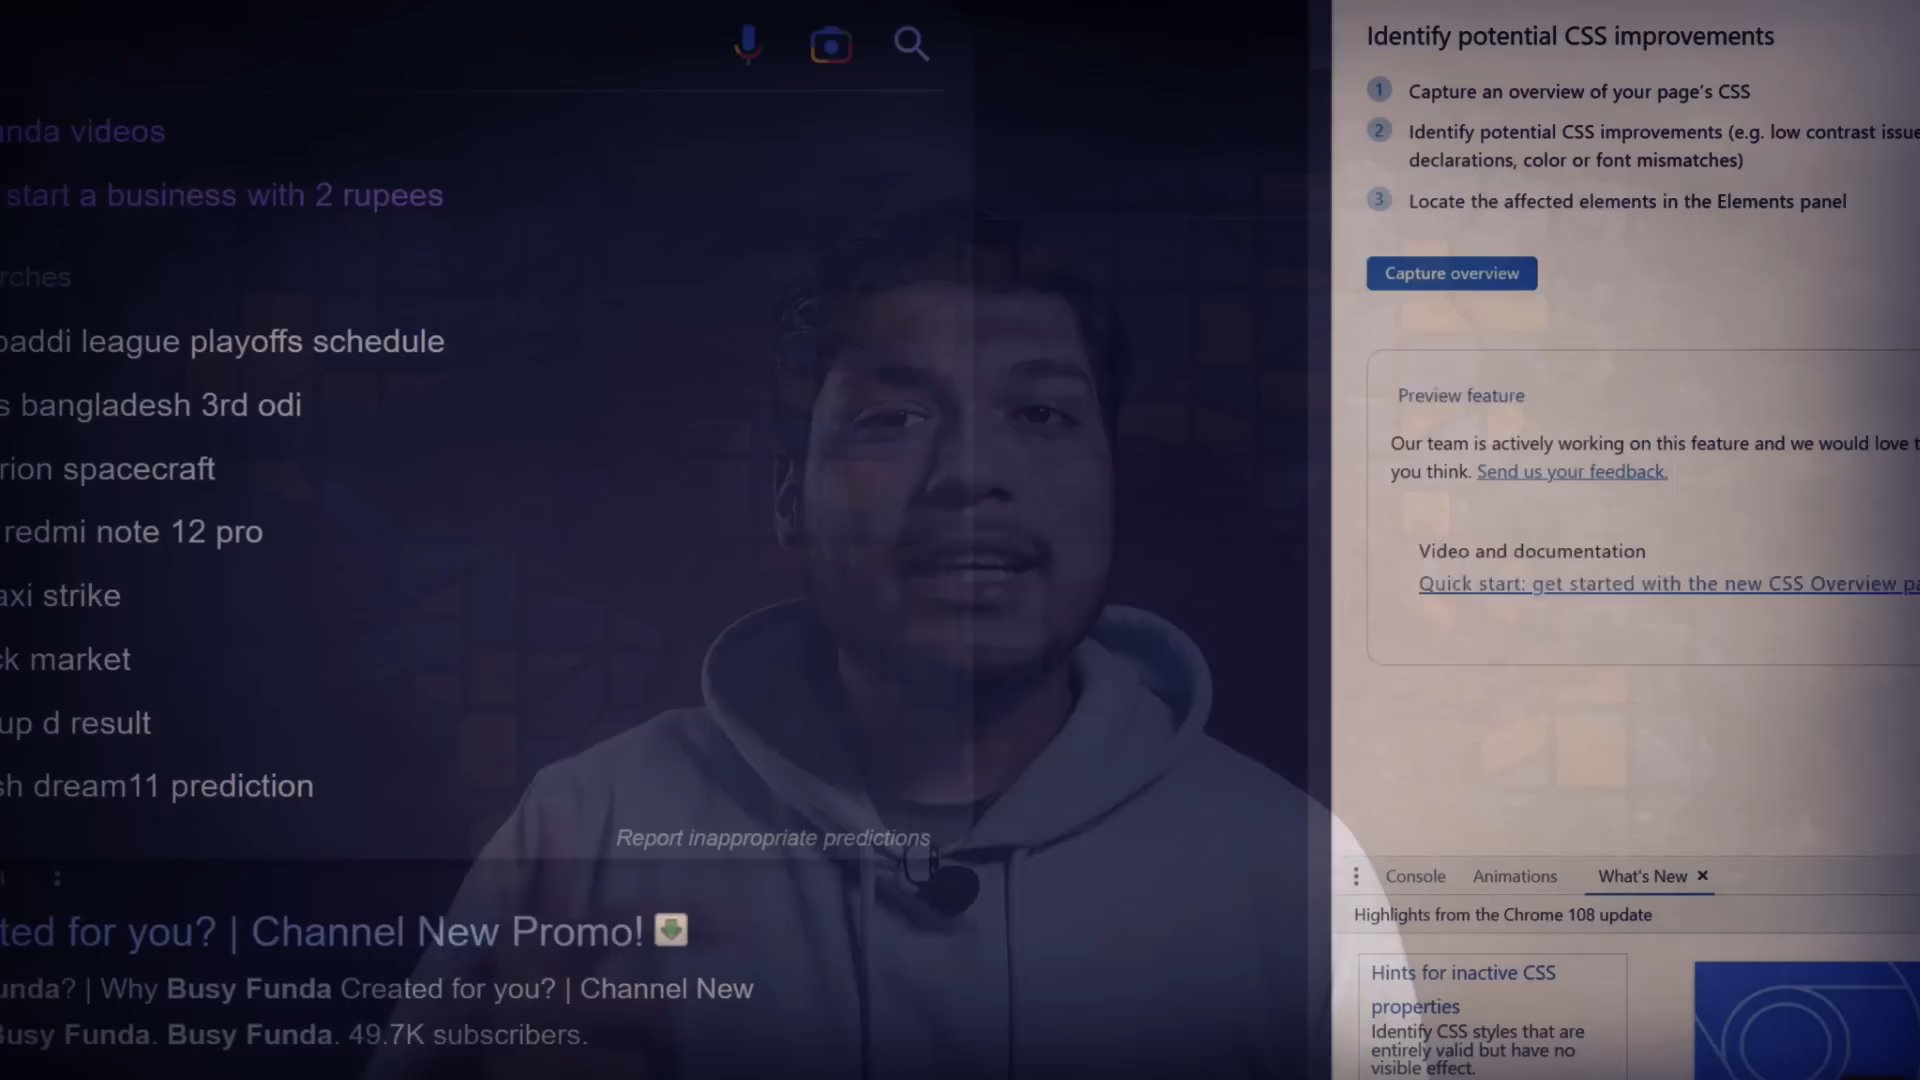 nda videos
start a business with 2 rupees
rches
baddi league playoffs schedule
s bangladesh 3rd odi
rion spacecraft
redmi note 12 pro
axi strike
ck market
up d result
sh dream11 prediction
Report inappropriate predictions
ted for you? | Channel New Promo!
unda? | Why Busy Funda Created for you? | Channel New
Busy Funda. Busy Funda. 49.7K subscribers.
Identify potential CSS improvements
1 Capture an overview of your page's CSS
2 Identify potential CSS improvements (e.g. low contrast issue
declarations, color or font mismatches)
3 Locate the affected elements in the Elements panel
Capture overview
Preview feature
Our team is actively working on this feature and we would love t
you think. Send us your feedback.
Video and documentation
Quick start: get started with the new CSS Overview pa
Console Animations What's New ×
Highlights from the Chrome 108 update
Hints for inactive CSS
properties
Identify CSS styles that are
entirely valid but have no
visible effect.